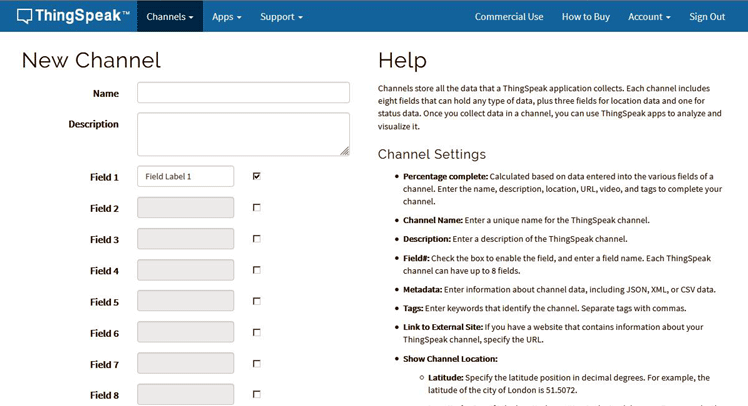 ThingSpeak™ Channels Apps Support Commercial Use How to Buy Account Sign Out
New Channel
Name
Description
Field 1 Field Label 1
Field 2
Field 3
Field 4
Field 5
Field 6
Field 7
Field 8
Help
Channels store all the data that a ThingSpeak application collects. Each channel includes
eight fields that can hold any type of data, plus three fields for location data and one for
status data. Once you collect data in a channel, you can use ThingSpeak apps to analyze and
visualize it.
Channel Settings
• Percentage complete: Calculated based on data entered into the various fields of a
channel. Enter the name, description, location, URL, video, and tags to complete your
channel.
• Channel Name: Enter a unique name for the ThingSpeak channel.
• Description: Enter a description of the ThingSpeak channel.
• Field#: Check the box to enable the field, and enter a field name. Each ThingSpeak
channel can have up to 8 fields.
• Metadata: Enter information about channel data, including JSON, XML, or CSV data.
• Tags: Enter keywords that identify the channel. Separate tags with commas.
• Link to External Site: If you have a website that contains information about your
ThingSpeak channel, specify the URL.
• Show Channel Location:
○ Latitude: Specify the latitude position in decimal degrees. For example, the
latitude of the city of London is 51.5072.